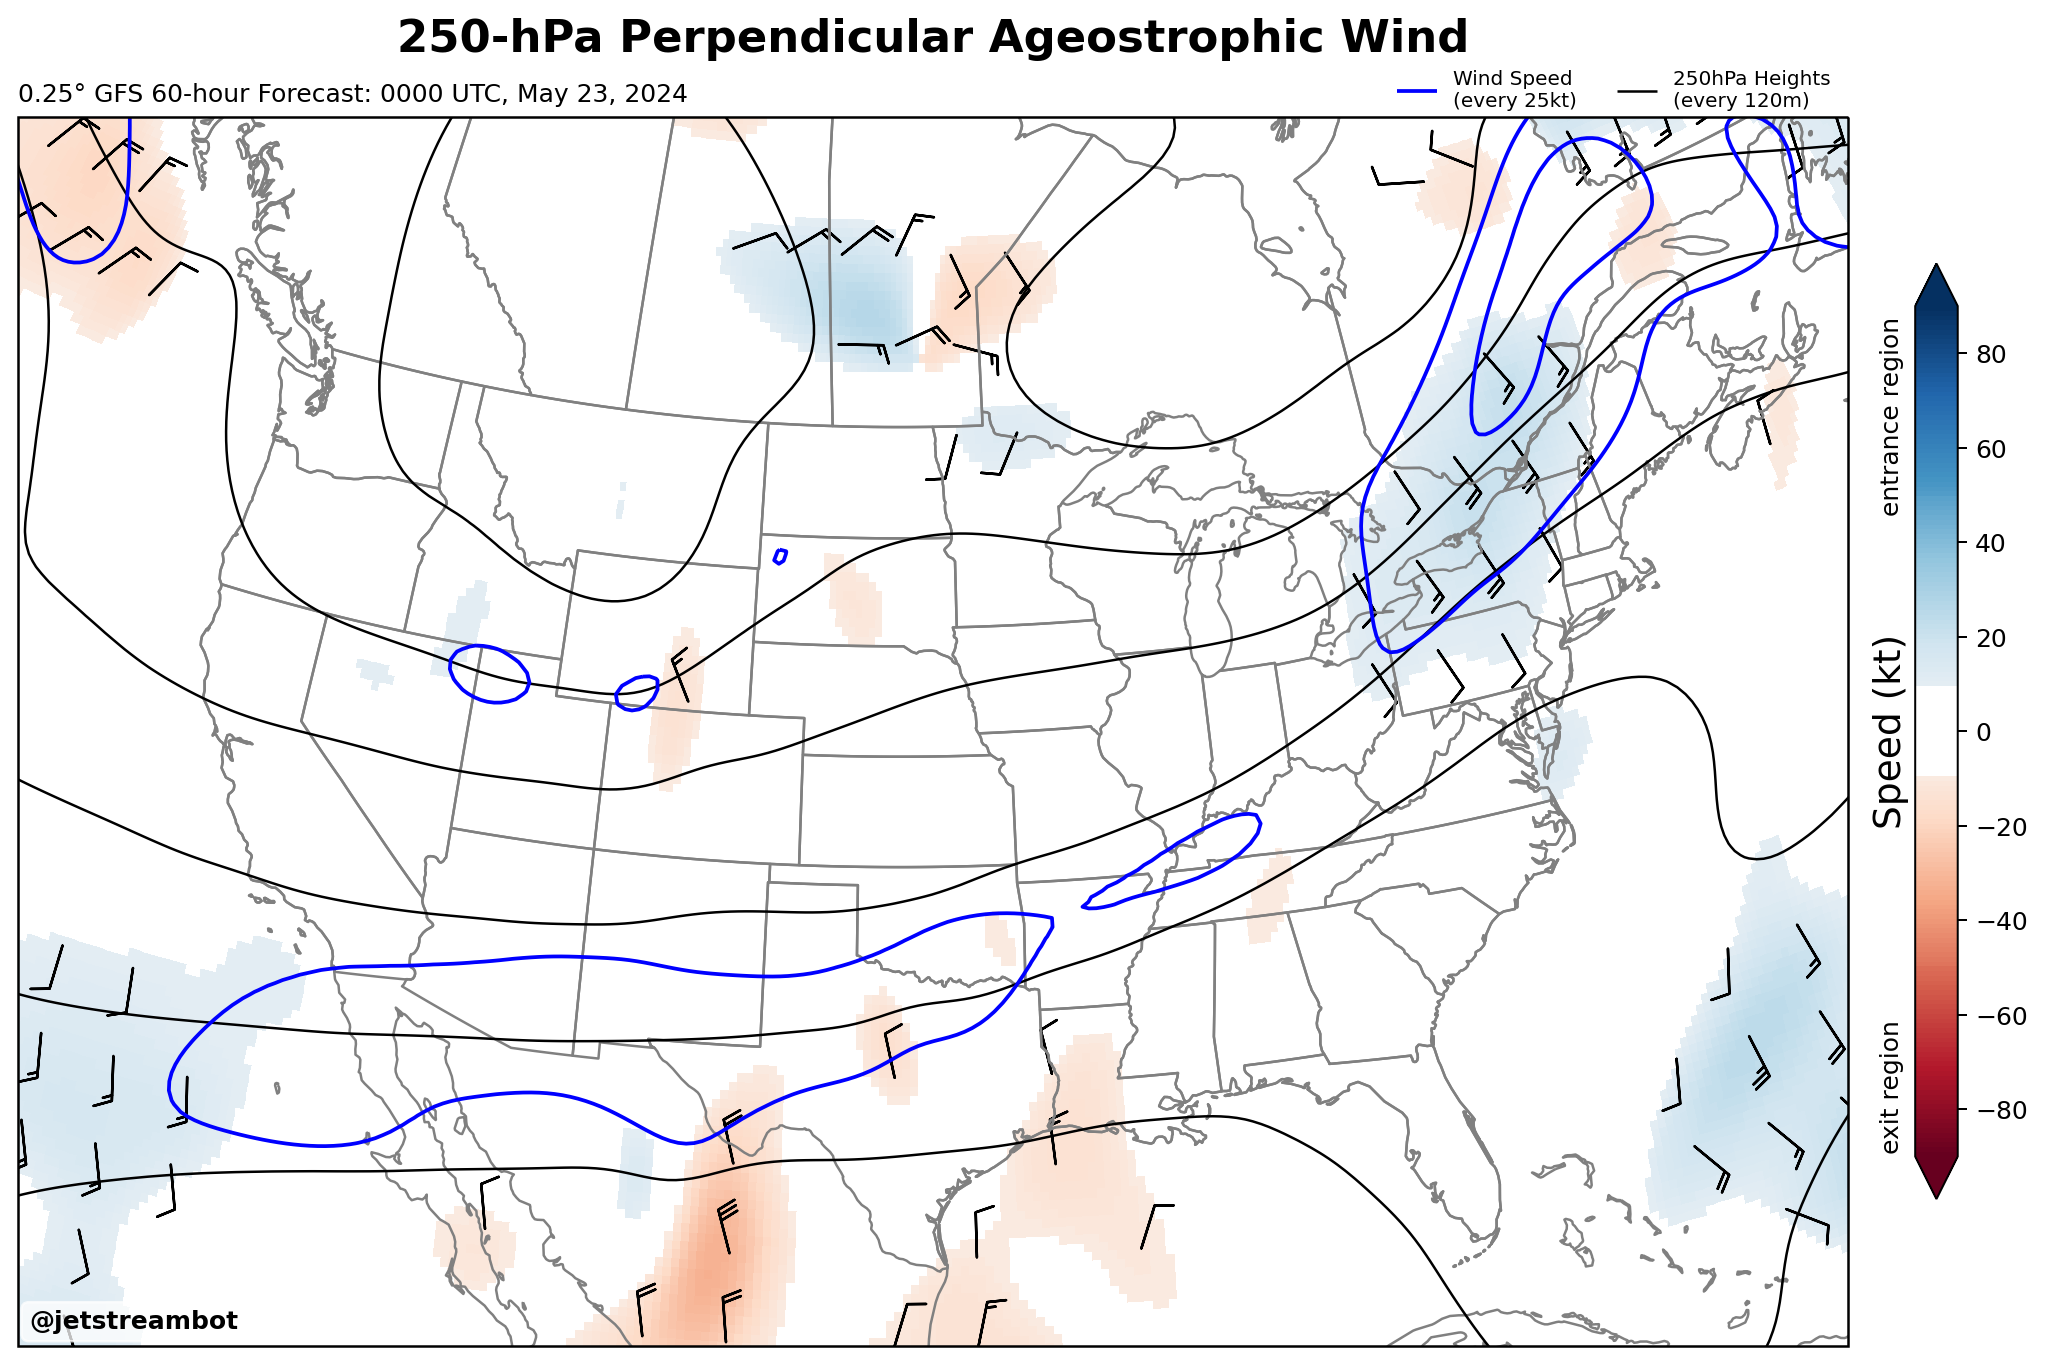 250-hPa Perpendicular Ageostrophic Wind
0.25° GFS 60-hour Forecast: 0000 UTC, May 23, 2024
Wind Speed
(every 25kt)
250hPa Heights
(every 120m)
entrance region
Speed (kt)
exit region
80
60
40
20
0
−20
−40
−60
−80
@jetstreambot